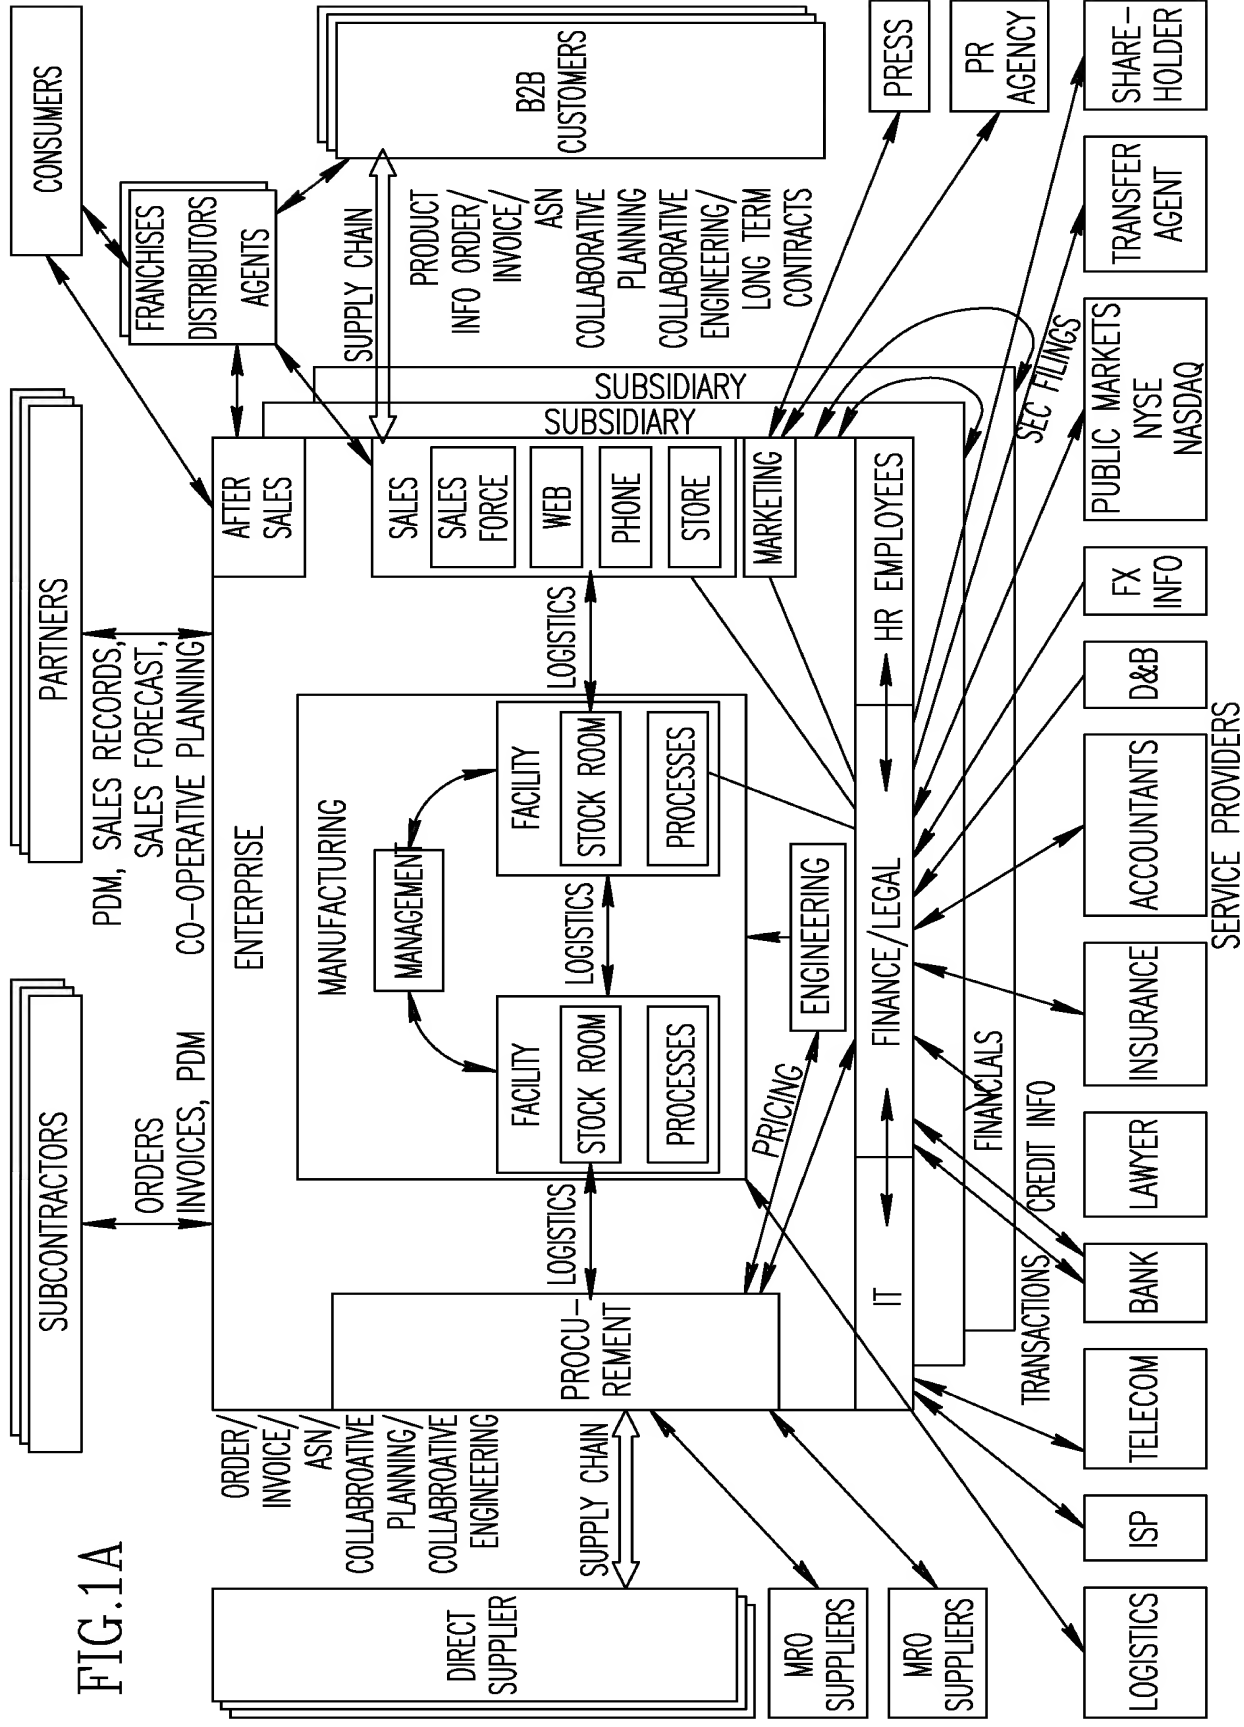 FIG.1A
SUBCONTRACTORS
PARTNERS
CONSUMERS
ORDERS
INVOICES, PDM
PDM, SALES RECORDS,
SALES FORECAST,
CO-OPERATIVE PLANNING
FRANCHISES
DISTRIBUTORS
AGENTS
DIRECT
SUPPLIER
ORDER/
INVOICE/
ASN/
COLLABROATIVE
PLANNING/
COLLABROATIVE
ENGINEERING
SUPPLY CHAIN
ENTERPRISE
AFTER
SALES
MANUFACTURING
MANAGEMENT
PROCU-
REMENT
LOGISTICS
FACILITY
STOCK ROOM
PROCESSES
LOGISTICS
FACILITY
STOCK ROOM
PROCESSES
LOGISTICS
SALES
SALES
FORCE
WEB
PHONE
STORE
MARKETING
SUBSIDIARY
SUBSIDIARY
SUPPLY CHAIN
PRODUCT
INFO ORDER/
INVOICE/
ASN
COLLABORATIVE
PLANNING
COLLABORATIVE
ENGINEERING/
LONG TERM
CONTRACTS
B2B
CUSTOMERS
PRICING
ENGINEERING
IT
FINANCE/LEGAL
HR EMPLOYEES
MRO
SUPPLIERS
MRO
SUPPLIERS
PRESS
PR
AGENCY
TRANSACTIONS
CREDIT INFO
FINANCLALS
SEC FILINGS
LOGISTICS
ISP
TELECOM
BANK
LAWYER
INSURANCE
ACCOUNTANTS
D&B
FX
INFO
PUBLIC MARKETS
NYSE
NASDAQ
TRANSFER
AGENT
SHARE-
HOLDER
SERVICE PROVIDERS